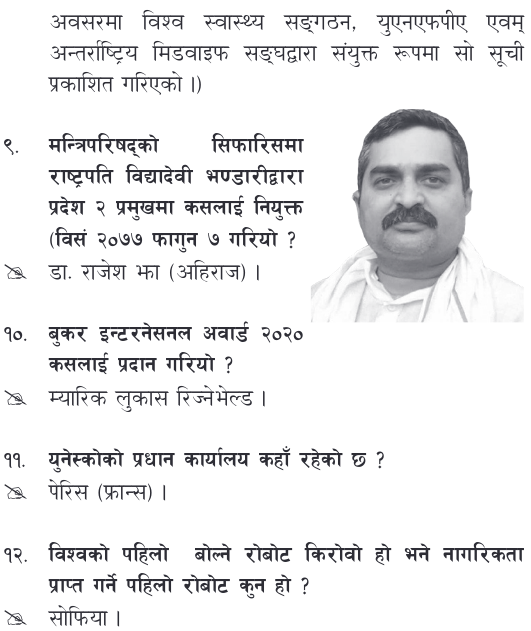 अवसरमा विश्व स्वास्थ्य सङ्गठन, युएनएफपीए एवम्
अन्तर्राष्ट्रिय मिडवाइफ सङ्घद्वारा संयुक्त रूपमा सो सूची
प्रकाशित गरिएको ।)
९. मन्त्रिपरिषद्को सिफारिसमा
राष्ट्रपति विद्यादेवी भण्डारीद्वारा
प्रदेश २ प्रमुखमा कसलाई नियुक्त
(विसं २०७७ फागुन ७ गरियो ?
डा. राजेश झा (अहिराज) ।
१०. बुकर इन्टरनेसनल अवार्ड २०२०
कसलाई प्रदान गरियो ?
म्यारिक लुकास रिज्नेभेल्ड ।
११. युनेस्कोको प्रधान कार्यालय कहाँ रहेको छ ?
पेरिस (फ्रान्स) ।
१२. विश्वको पहिलो बोल्ने रोबोट किरोवो हो भने नागरिकता
प्राप्त गर्ने पहिलो रोबोट कुन हो ?
सोफिया ।